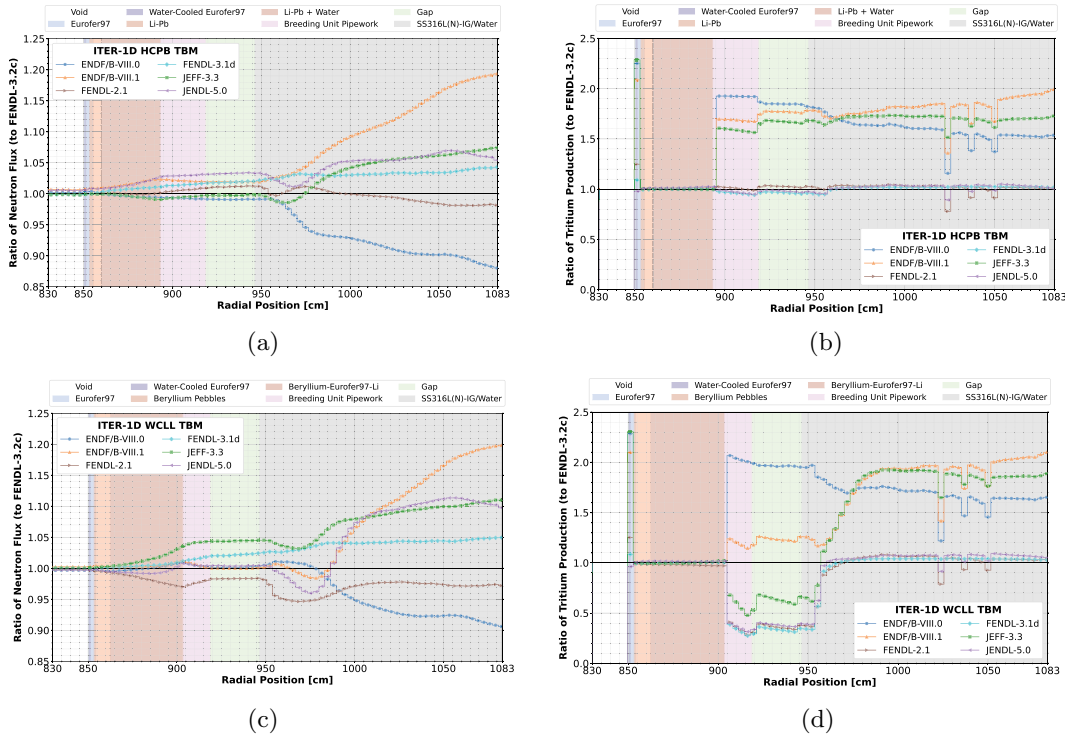 Void
Eurofer97
Water-Cooled Eurofer97
Li-Pb
Li-Pb + Water
Breeding Unit Pipework
Gap
SS316L(N)-IG/Water
ITER-1D HCPB TBM
ENDF/B-VIII.0
ENDF/B-VIII.1
FENDL-2.1
FENDL-3.1d
JEFF-3.3
JENDL-5.0
Ratio of Neutron Flux (to FENDL-3.2c)
1.25
1.20
1.15
1.10
1.05
1.00
0.95
0.90
0.85
830 850 900 950 1000 1050 1083
Radial Position [cm]
(a)
Void
Eurofer97
Water-Cooled Eurofer97
Li-Pb
Li-Pb + Water
Breeding Unit Pipework
Gap
SS316L(N)-IG/Water
Ratio of Tritium Production (to FENDL-3.2c)
2.5
2.0
1.5
1.0
0.5
0.0
ITER-1D HCPB TBM
ENDF/B-VIII.0
ENDF/B-VIII.1
FENDL-2.1
FENDL-3.1d
JEFF-3.3
JENDL-5.0
830 850 900 950 1000 1050 1083
Radial Position [cm]
(b)
Void
Eurofer97
Water-Cooled Eurofer97
Beryllium Pebbles
Beryllium-Eurofer97-Li
Breeding Unit Pipework
Gap
SS316L(N)-IG/Water
ITER-1D WCLL TBM
ENDF/B-VIII.0
ENDF/B-VIII.1
FENDL-2.1
FENDL-3.1d
JEFF-3.3
JENDL-5.0
Ratio of Neutron Flux (to FENDL-3.2c)
1.25
1.20
1.15
1.10
1.05
1.00
0.95
0.90
0.85
830 850 900 950 1000 1050 1083
Radial Position [cm]
(c)
Void
Eurofer97
Water-Cooled Eurofer97
Beryllium Pebbles
Beryllium-Eurofer97-Li
Breeding Unit Pipework
Gap
SS316L(N)-IG/Water
Ratio of Tritium Production (to FENDL-3.2c)
2.5
2.0
1.5
1.0
0.5
0.0
ITER-1D WCLL TBM
ENDF/B-VIII.0
ENDF/B-VIII.1
FENDL-2.1
FENDL-3.1d
JEFF-3.3
JENDL-5.0
830 850 900 950 1000 1050 1083
Radial Position [cm]
(d)